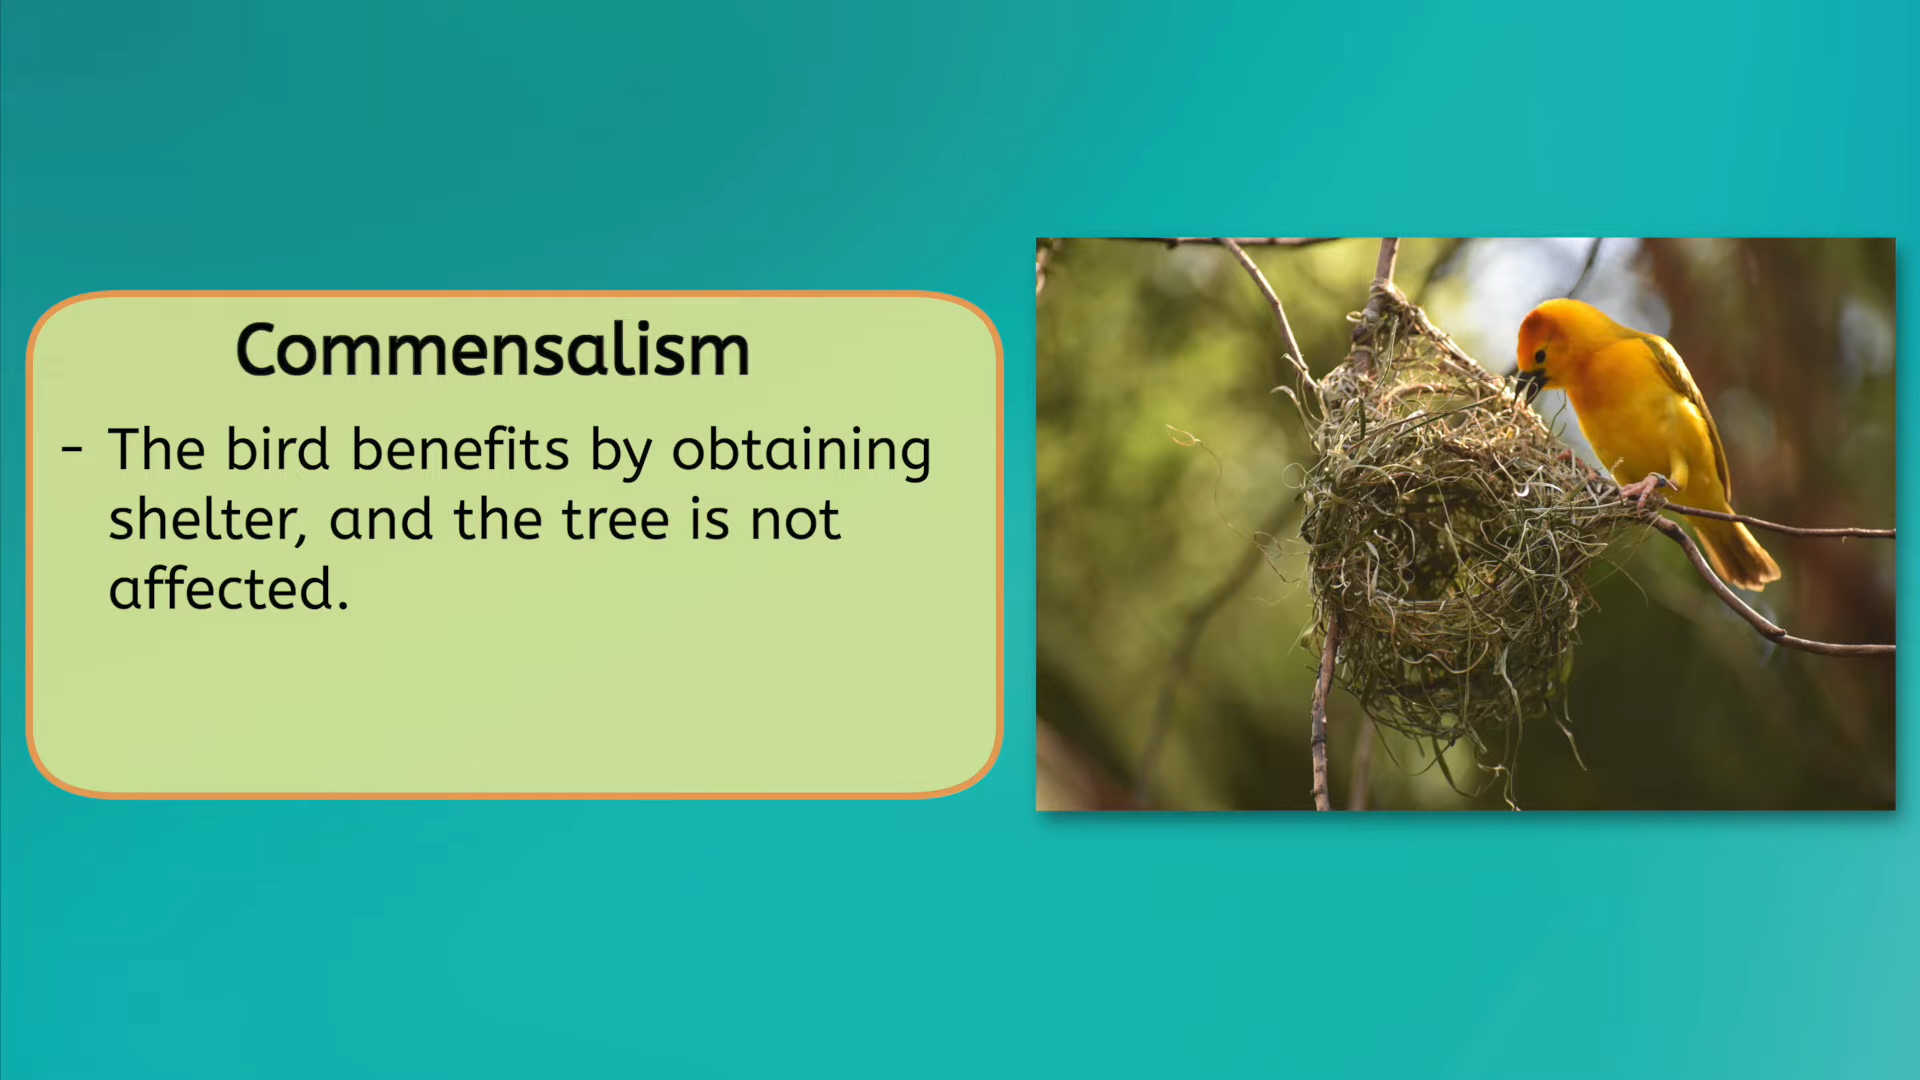 Commensalism
- The bird benefits by obtaining
shelter, and the tree is not
affected.